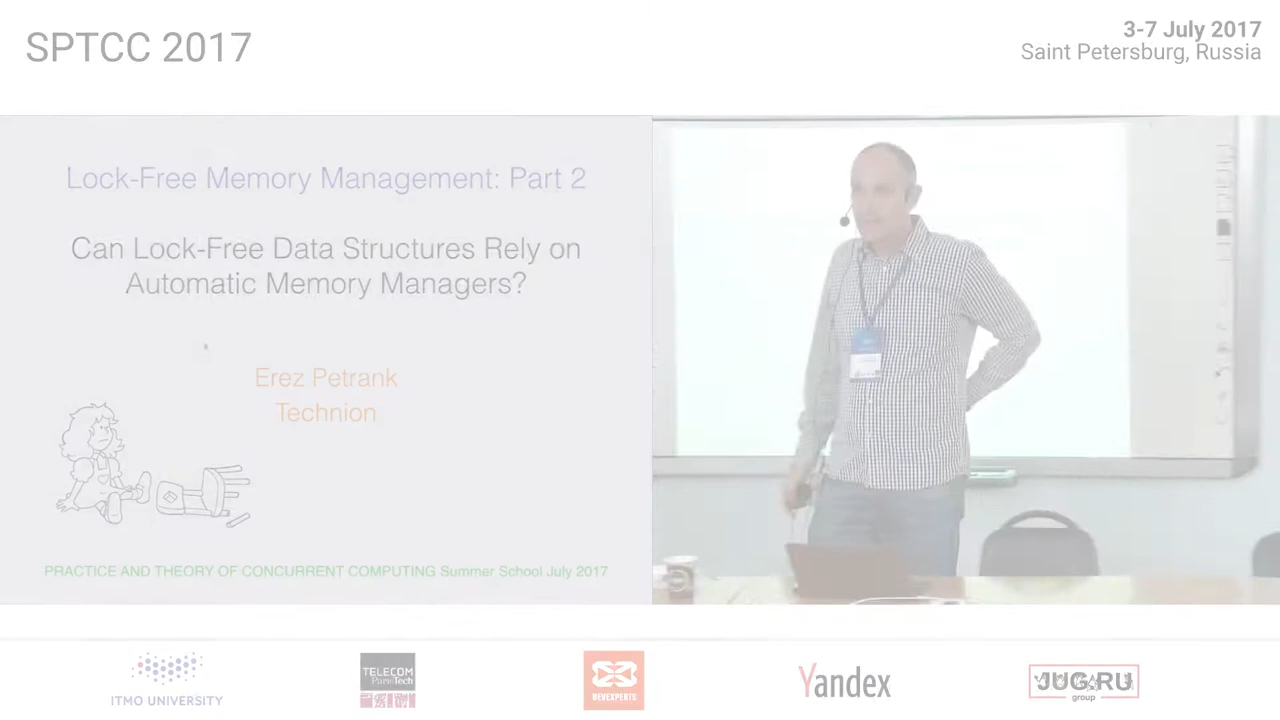 SPTCC 2017
3-7 July 2017
Saint Petersburg, Russia
Lock-Free Memory Management: Part 2
Can Lock-Free Data Structures Rely on
Automatic Memory Managers?
Erez Petrank
Technion
PRACTICE AND THEORY OF CONCURRENT COMPUTING Summer School July 2017
ITMO UNIVERSITY
TELECOM
ParisTech
DEVEXPERTS
Yandex
JUG.RU
group